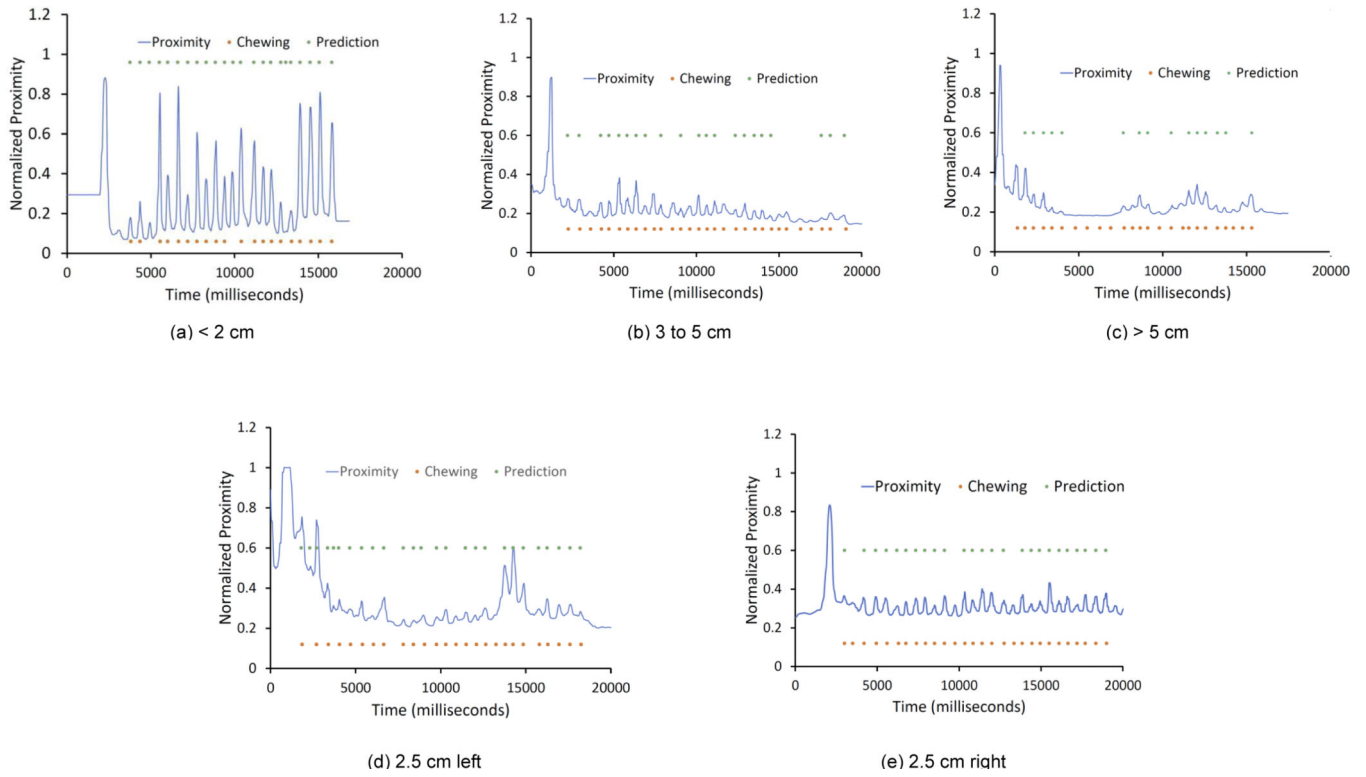 1.2
1
0.8
0.6
0.4
0.2
0
Normalized Proximity
Proximity Chewing Prediction
0 5000 10000 15000 20000
Time (milliseconds)
(a) < 2 cm
1.2
1
0.8
0.6
0.4
0.2
0
Normalized Proximity
Proximity Chewing Prediction
0 5000 10000 15000 20000
Time (milliseconds)
(b) 3 to 5 cm
1.2
1
0.8
0.6
0.4
0.2
0
Normalized Proximity
Proximity Chewing Prediction
0 5000 10000 15000 20000
Time (milliseconds)
(c) > 5 cm
1.2
1
0.8
0.6
0.4
0.2
0
Normalized Proximity
Proximity Chewing Prediction
0 5000 10000 15000 20000
Time (milliseconds)
(d) 2.5 cm left
1.2
1
0.8
0.6
0.4
0.2
0
Normalized Proximity
Proximity Chewing Prediction
0 5000 10000 15000 20000
Time (milliseconds)
(e) 2.5 cm right